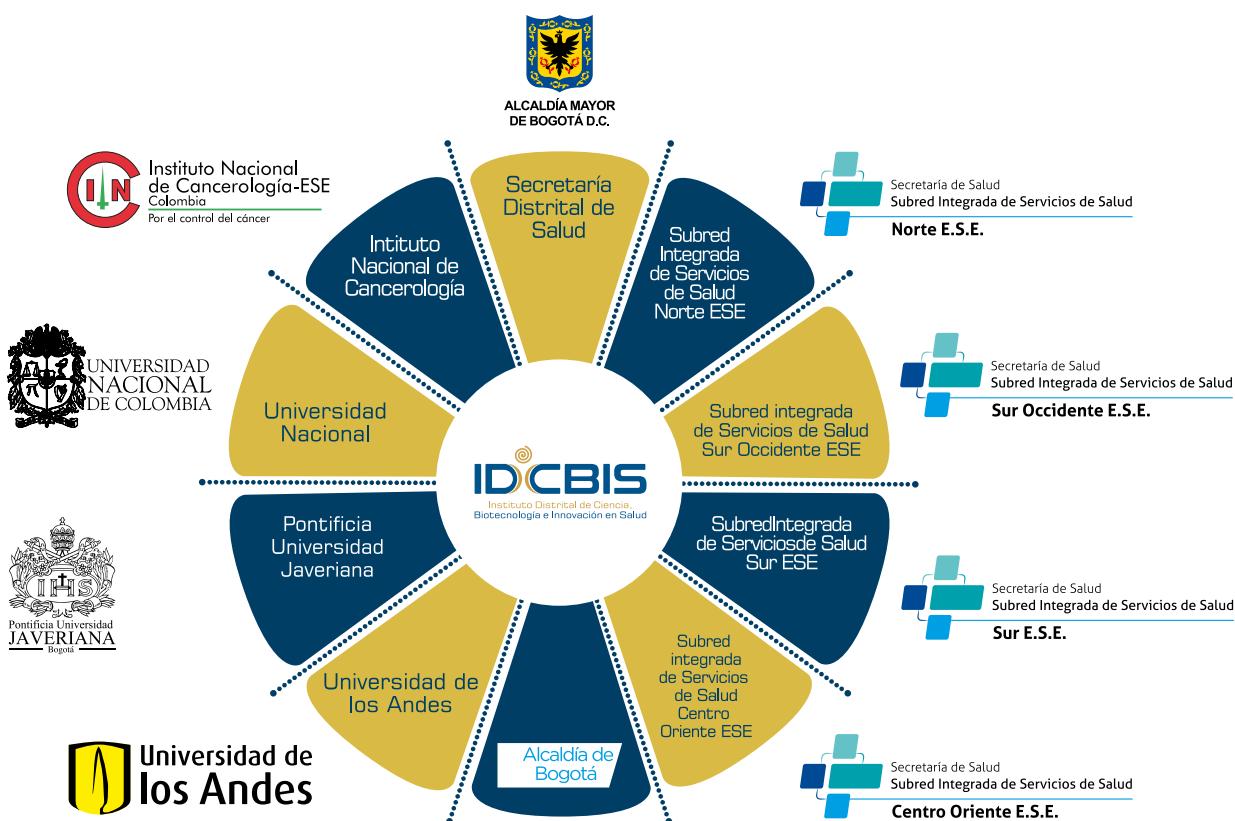 ALCALDÍA MAYOR
DE BOGOTÁ D.C.
Instituto Nacional
de Cancerología-ESE
Colombia
Por el control del cáncer
Secretaría
Distrital de
Salud
Intituto
Nacional de
Cancerología
Subred
Integrada
de Servicios
de Salud
Norte ESE
Secretaría de Salud
Subred Integrada de Servicios de Salud
Norte E.S.E.
UNIVERSIDAD
NACIONAL
DE COLOMBIA
Universidad
Nacional
Subred integrada
de Servicios de Salud
Sur Occidente ESE
Secretaría de Salud
Subred Integrada de Servicios de Salud
Sur Occidente E.S.E.
IDCBIS
Instituto Distrital de Ciencia,
Biotecnología e Innovación en Salud
IHS
Pontificia Universidad
JAVERIANA
Bogotá
Pontificia
Universidad
Javeriana
SubredIntegrada
de Serviciosde Salud
Sur ESE
Secretaría de Salud
Subred Integrada de Servicios de Salud
Sur E.S.E.
Universidad de
los Andes
Universidad de
los Andes
Alcaldía de
Bogotá
Subred
integrada
de Servicios
de Salud
Centro
Oriente ESE
Secretaría de Salud
Subred Integrada de Servicios de Salud
Centro Oriente E.S.E.